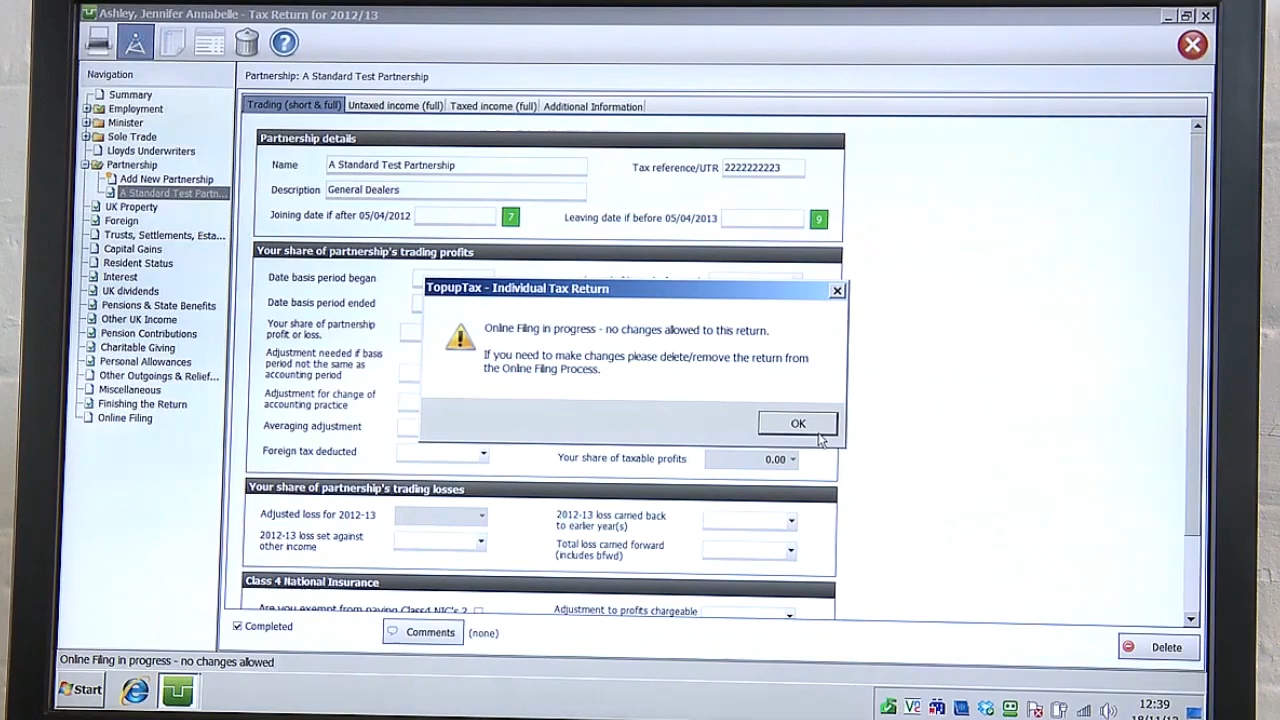 Ashley, Jennifer Annabelle - Tax Return for 2012/13
Navigation
Summary
Employment
Minister
Sole Trade
Lloyds Underwriters
Partnership
Add New Partnership
A Standard Test Partn...
UK Property
Foreign
Trusts, Settlements, Esta...
Capital Gains
Resident Status
Interest
UK dividends
Pensions & State Benefits
Other UK Income
Pension Contributions
Charitable Giving
Personal Allowances
Other Outgoings & Relief...
Miscellaneous
Finishing the Return
Online Filing
Partnership: A Standard Test Partnership
Trading (short & full) Untaxed income (full) Taxed income (full) Additional Information
Partnership details
Name A Standard Test Partnership Tax reference/UTR 2222222223
Description General Dealers
Joining date if after 05/04/2012 7 Leaving date if before 05/04/2013 9
Your share of partnership's trading profits
Date basis period began
Date basis period ended
Your share of partnership
profit or loss.
Adjustment needed if basis
period not the same as
accounting period
Adjustment for change of
accounting practice
Averaging adjustment
Foreign tax deducted Your share of taxable profits 0.00
TopupTax - Individual Tax Return
Online Filing in progress - no changes allowed to this return.
If you need to make changes please delete/remove the return from
the Online Filing Process.
OK
Your share of partnership's trading losses
Adjusted loss for 2012-13
2012-13 loss carried back
to earlier year(s)
2012-13 loss set against
other income
Total loss carried forward
(includes bfwd)
Class 4 National Insurance
Are you exempt from paying Class4 NIC's ? Adjustment to profits chargeable
Completed Comments (none)
Delete
Online Filing in progress - no changes allowed
Start
V2
12:39